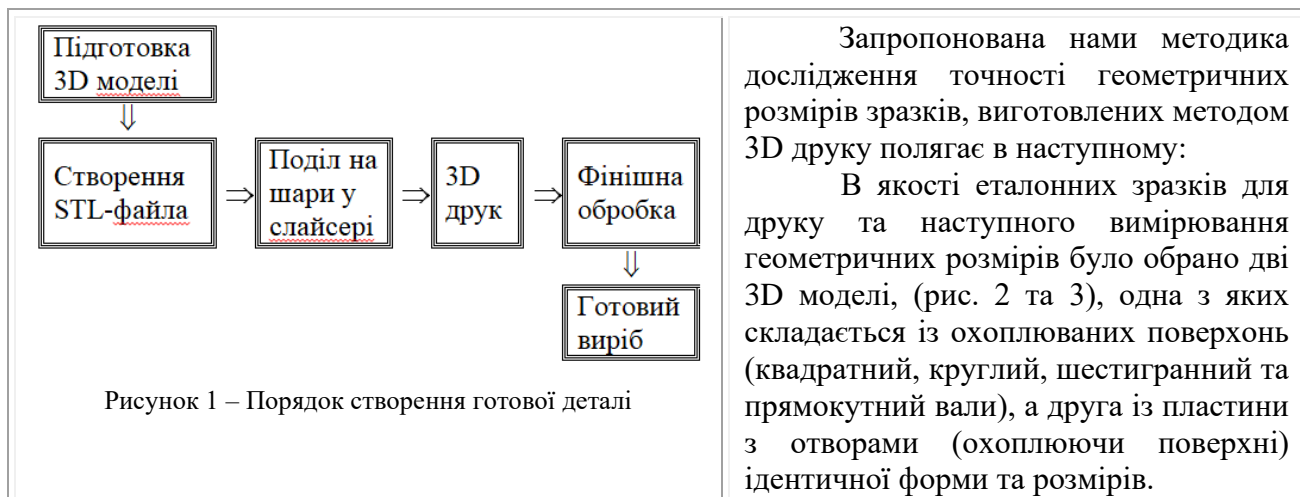 Підготовка
3D моделі
⇓
Створення
STL-файла
⇒
Поділ на
шари у
слайсері
⇒
3D
друк
⇒
Фінішна
обробка
⇓
Готовий
виріб
Рисунок 1 – Порядок створення готової деталі
Запропонована нами методика
дослідження точності геометричних
розмірів зразків, виготовлених методом
3D друку полягає в наступному:
В якості еталонних зразків для
друку та наступного вимірювання
геометричних розмірів було обрано дві
3D моделі, (рис. 2 та 3), одна з яких
складається із охоплюваних поверхонь
(квадратний, круглий, шестигранний та
прямокутний вали), а друга із пластини
з отворами (охоплюючи поверхні)
ідентичної форми та розмірів.